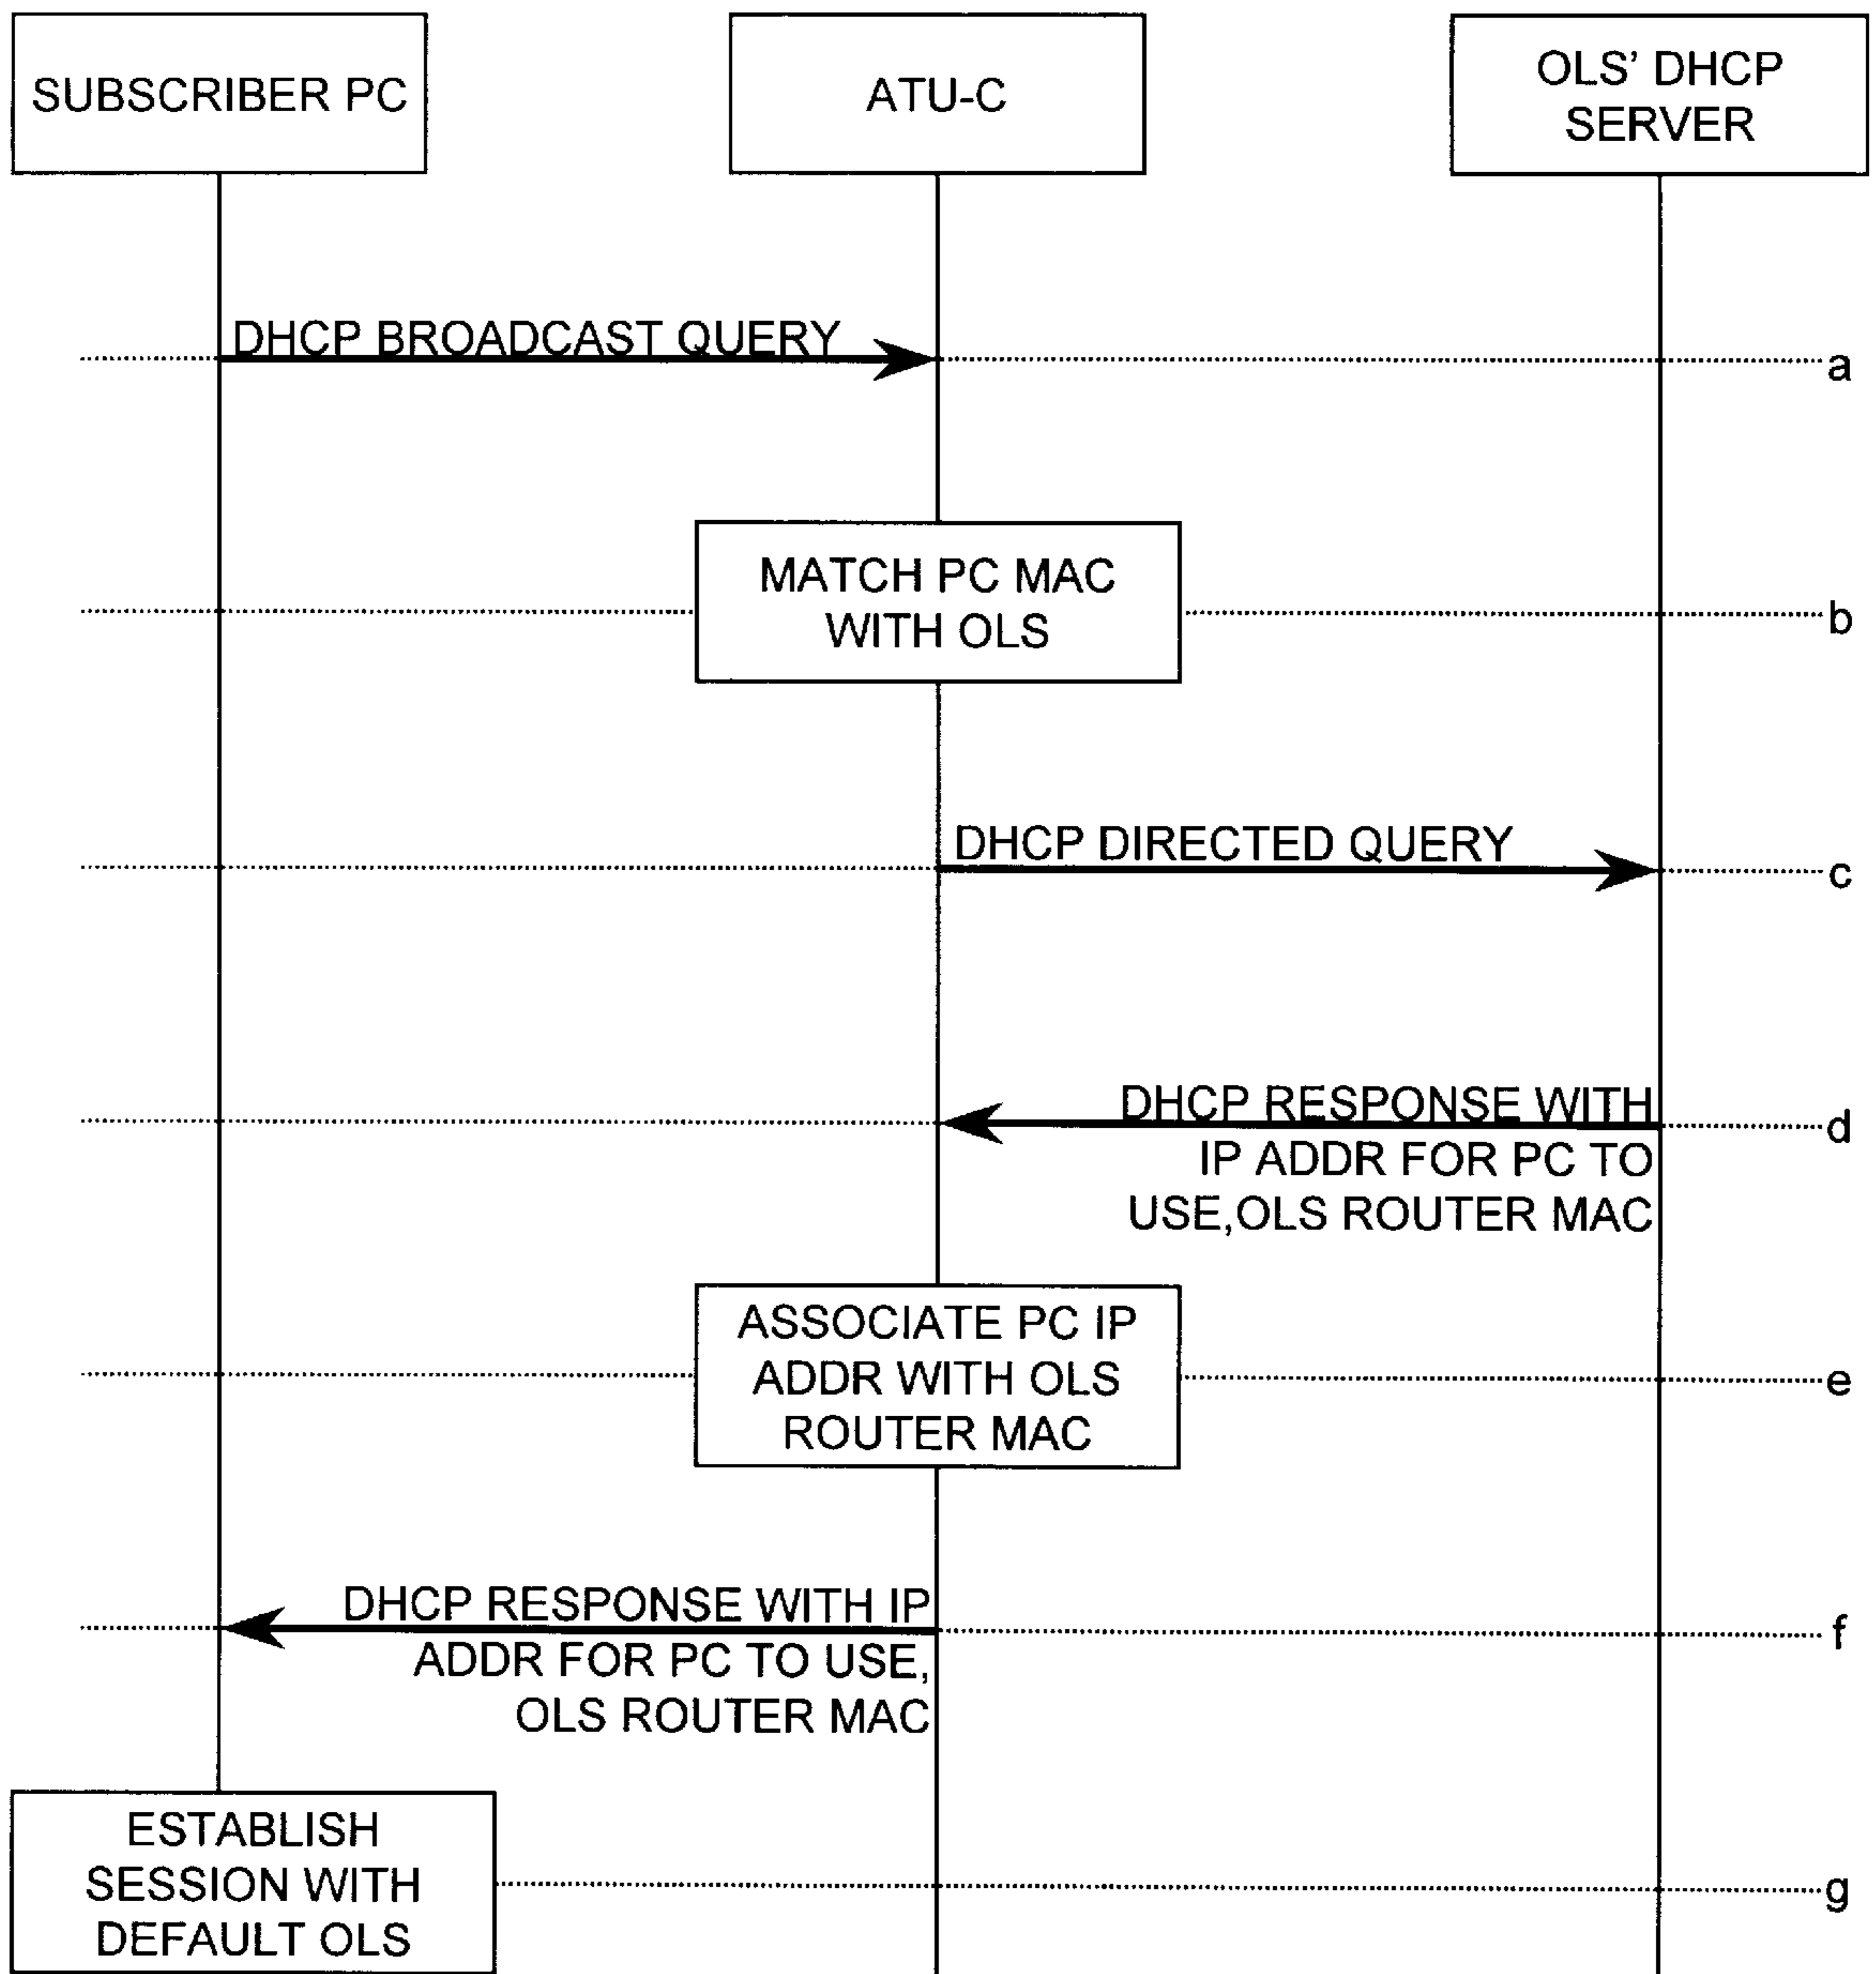 SUBSCRIBER PC
ATU-C
OLS' DHCP
SERVER
DHCP BROADCAST QUERY
a
MATCH PC MAC
WITH OLS
b
DHCP DIRECTED QUERY
c
DHCP RESPONSE WITH
IP ADDR FOR PC TO
USE,OLS ROUTER MAC
d
ASSOCIATE PC IP
ADDR WITH OLS
ROUTER MAC
e
DHCP RESPONSE WITH IP
ADDR FOR PC TO USE,
OLS ROUTER MAC
f
ESTABLISH
SESSION WITH
DEFAULT OLS
g